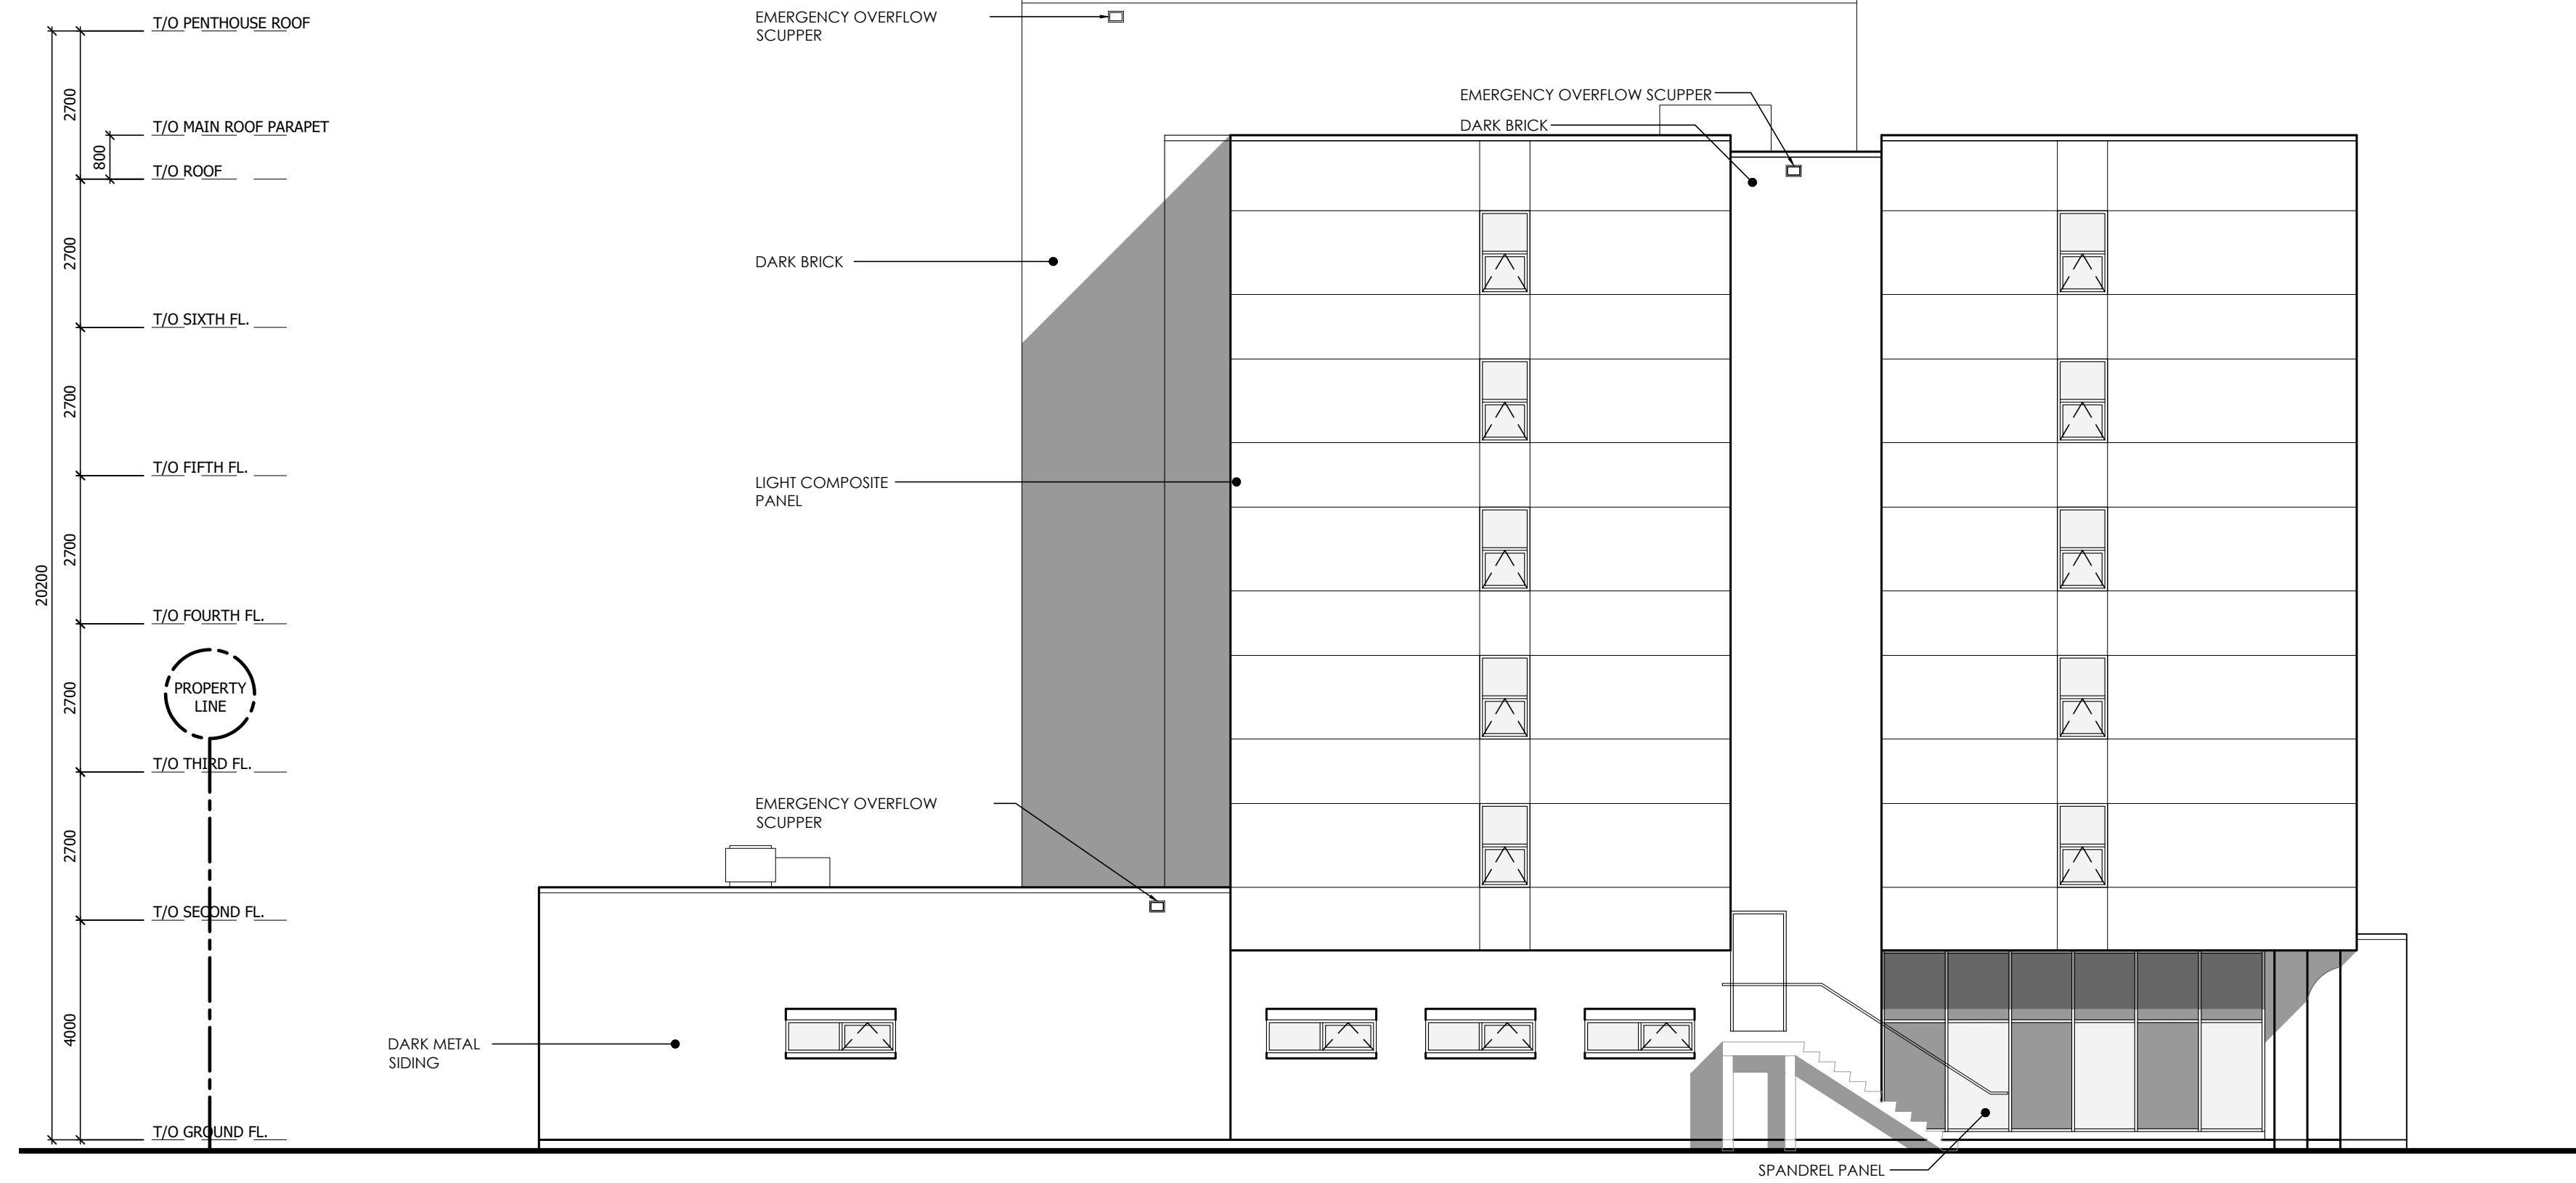 T/O PENTHOUSE ROOF
EMERGENCY OVERFLOW
SCUPPER
2700
EMERGENCY OVERFLOW SCUPPER
T/O MAIN ROOF PARAPET
DARK BRICK
800
T/O ROOF
2700
DARK BRICK
T/O SIXTH FL.
2700
T/O FIFTH FL.
LIGHT COMPOSITE
PANEL
2700
20200
T/O FOURTH FL.
PROPERTY
LINE
2700
T/O THIRD FL.
EMERGENCY OVERFLOW
SCUPPER
2700
T/O SECOND FL.
4000
DARK METAL
SIDING
T/O GROUND FL.
SPANDREL PANEL